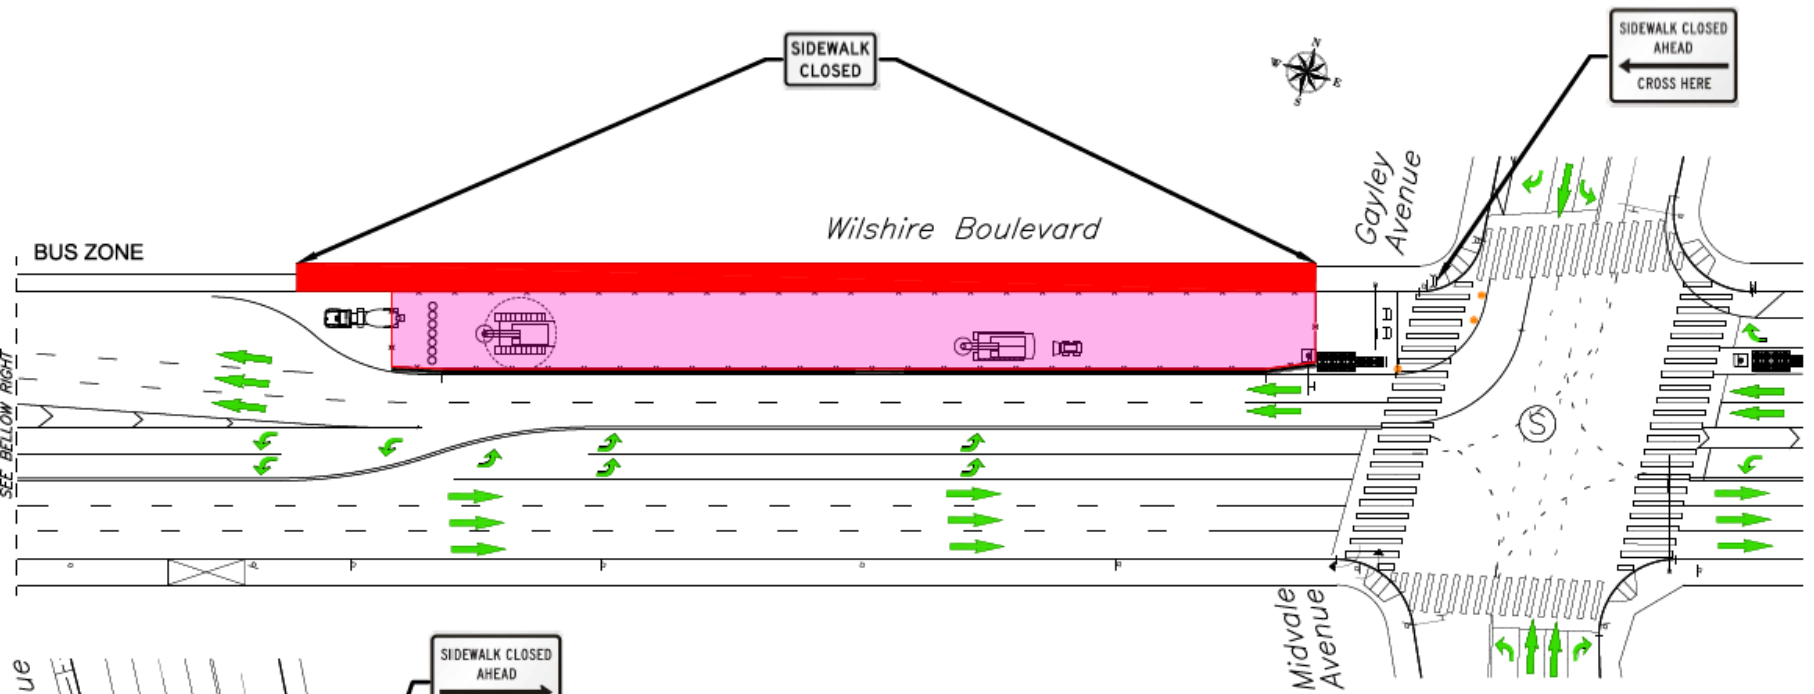 SIDEWALK
CLOSED
SIDEWALK CLOSED
AHEAD
CROSS HERE
N
W
E
S
Gayley
Avenue
Wilshire Boulevard
BUS ZONE
SEE BELLOW RIGHT
S
Midvale
Avenue
SIDEWALK CLOSED
AHEAD
ue